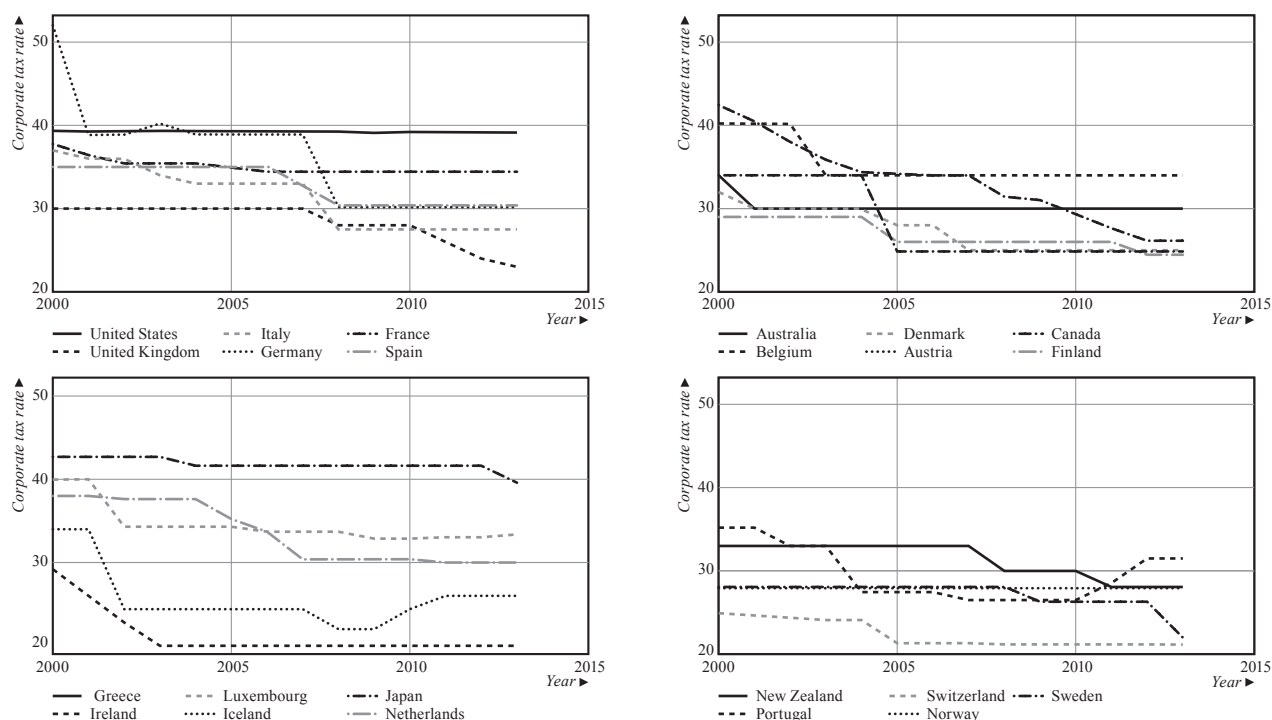 Corporate tax rate ▲
50
40
30
20
2000 2005 2010 2015
Year ▶
United States Italy France
United Kingdom Germany Spain
Corporate tax rate ▲
50
40
30
20
2000 2005 2010 2015
Year ▶
Australia Denmark Canada
Belgium Austria Finland
Corporate tax rate ▲
50
40
30
20
2000 2005 2010 2015
Year ▶
Greece Luxembourg Japan
Ireland Iceland Netherlands
Corporate tax rate ▲
50
40
30
20
2000 2005 2010 2015
Year ▶
New Zealand Switzerland Sweden
Portugal Norway